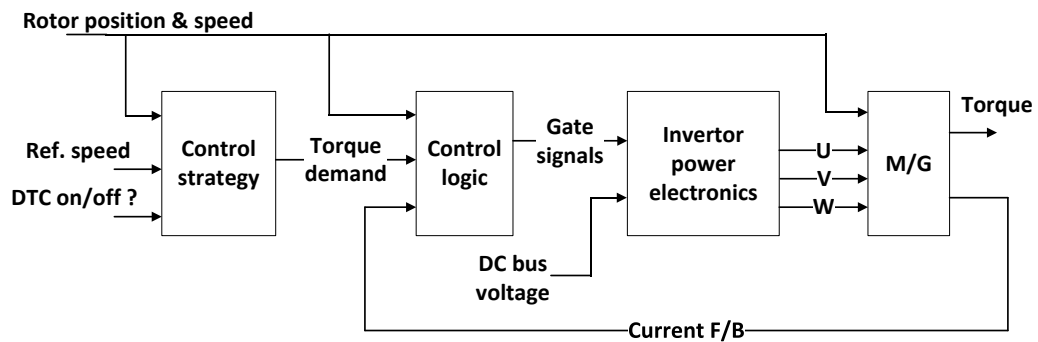 Rotor position & speed
Ref. speed
DTC on/off ?
Control
strategy
Torque
demand
Control
logic
Gate
signals
DC bus
voltage
Invertor
power
electronics
U
V
W
M/G
Torque
Current F/B